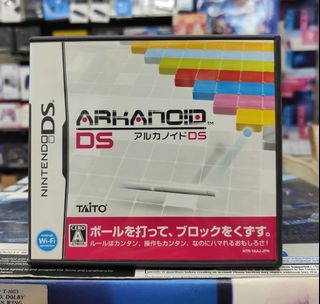 NINTENDO DS
ARKANOID
DS
アルカノイドDS
TAITO
Nintendo
Wi-Fi
CERO
A
ボールを打って、ブロックをくずす。
ルールはカンタン、操作もカンタン、なのにハマれるおもしろさ!